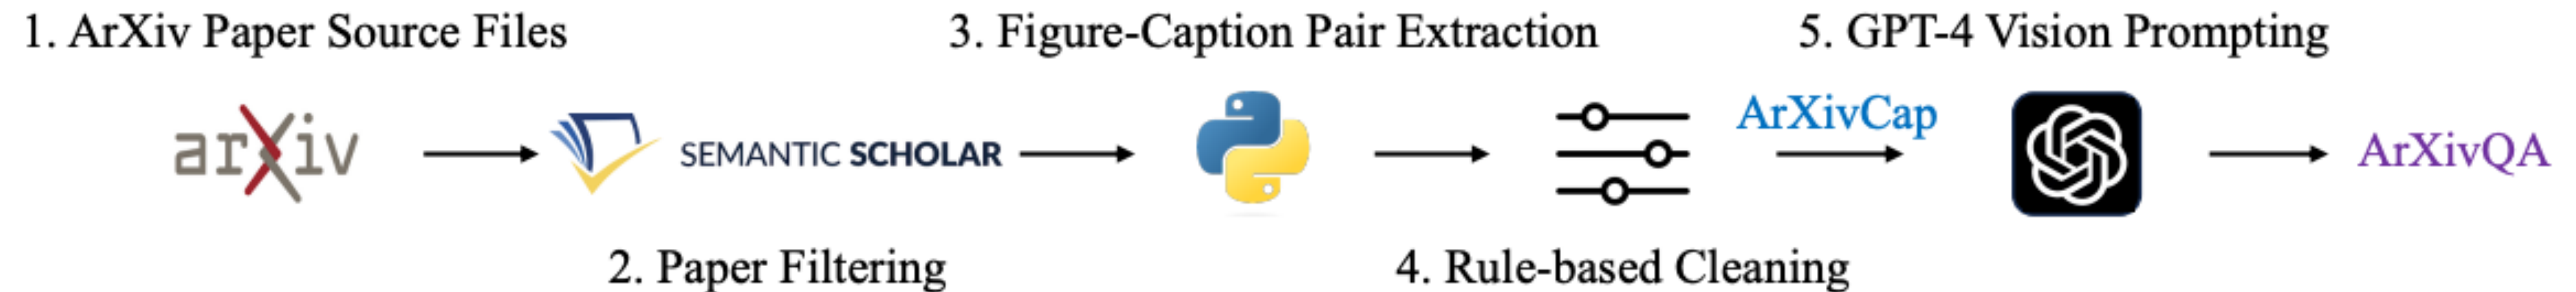 1. ArXiv Paper Source Files
3. Figure-Caption Pair Extraction
5. GPT-4 Vision Prompting
arXiv
SEMANTIC SCHOLAR
ArXivCap
ArXivQA
2. Paper Filtering
4. Rule-based Cleaning